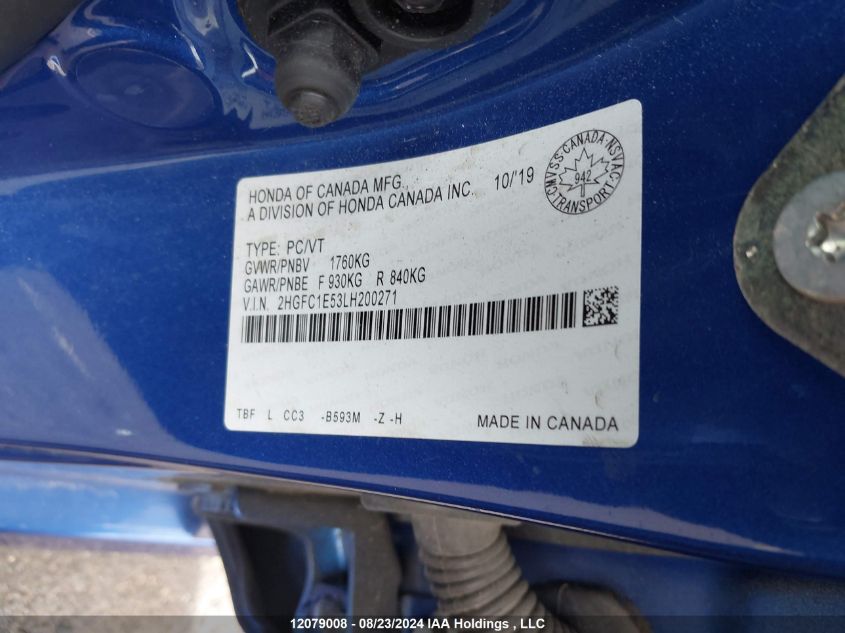 HONDA OF CANADA MFG. 10/'19
A DIVISION OF HONDA CANADA INC.
CMVSS·CANADA·NSVAC·
942
TRANSPORT
TYPE: PC/VT
GVWR/PNBV 1760KG
GAWR/PNBE F 930KG R 840KG
V.I.N. 2HGFC1E53LH200271
TBF L CC3 -B593M -Z -H
MADE IN CANADA
12079008 - 08/23/2024 IAA Holdings , LLC